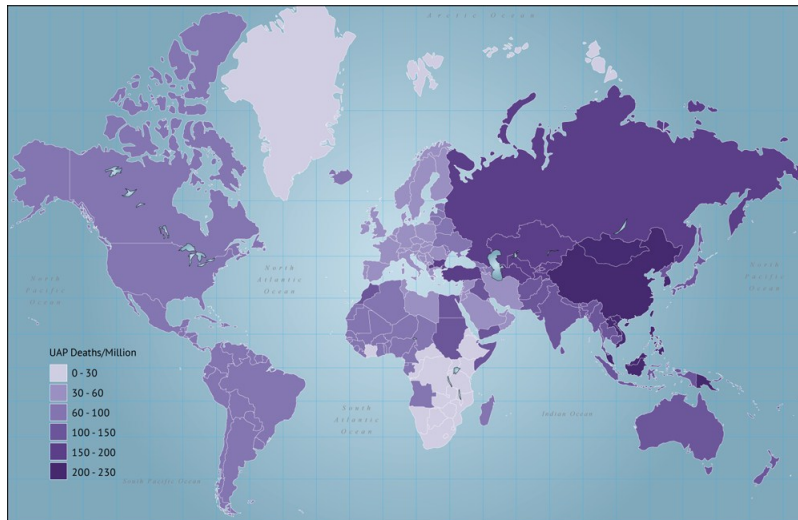 Arctic Ocean
North
Pacific
Ocean
North
Atlantic
Ocean
North
Pacific
Ocean
UAP Deaths/Million
0 - 30
30 - 60
60 - 100
100 - 150
150 - 200
200 - 230
South
Atlantic
Ocean
Indian Ocean
South Pacific Ocean